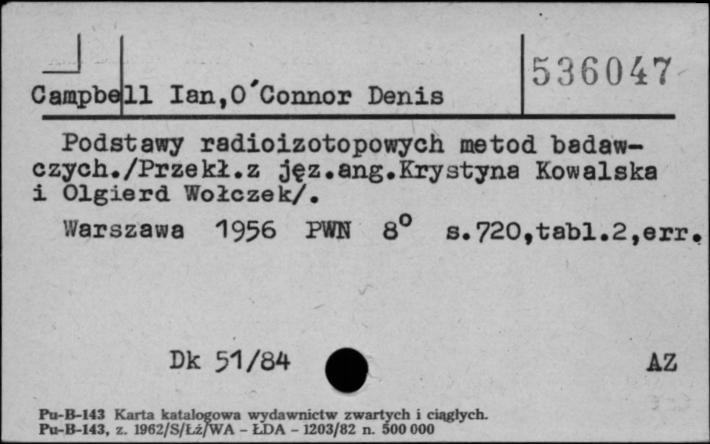 536047
Campbell Ian,O´Connor Denis
Podstawy radioizotopowych metod badaw-
czych./Przekł.z jęz.ang.Krystyna Kowalska
i Olgierd Wołczek/.
Warszawa 1956 PWN 8° s.720,tabl.2,err.
Dk 51/84 AZ
Pu-B-143 Karta katalogowa wydawnictw zwartych i ciągłych.
Pu-B-143, z. 1962/S/Łż/WA – ŁDA – 1203/82 n. 500 000